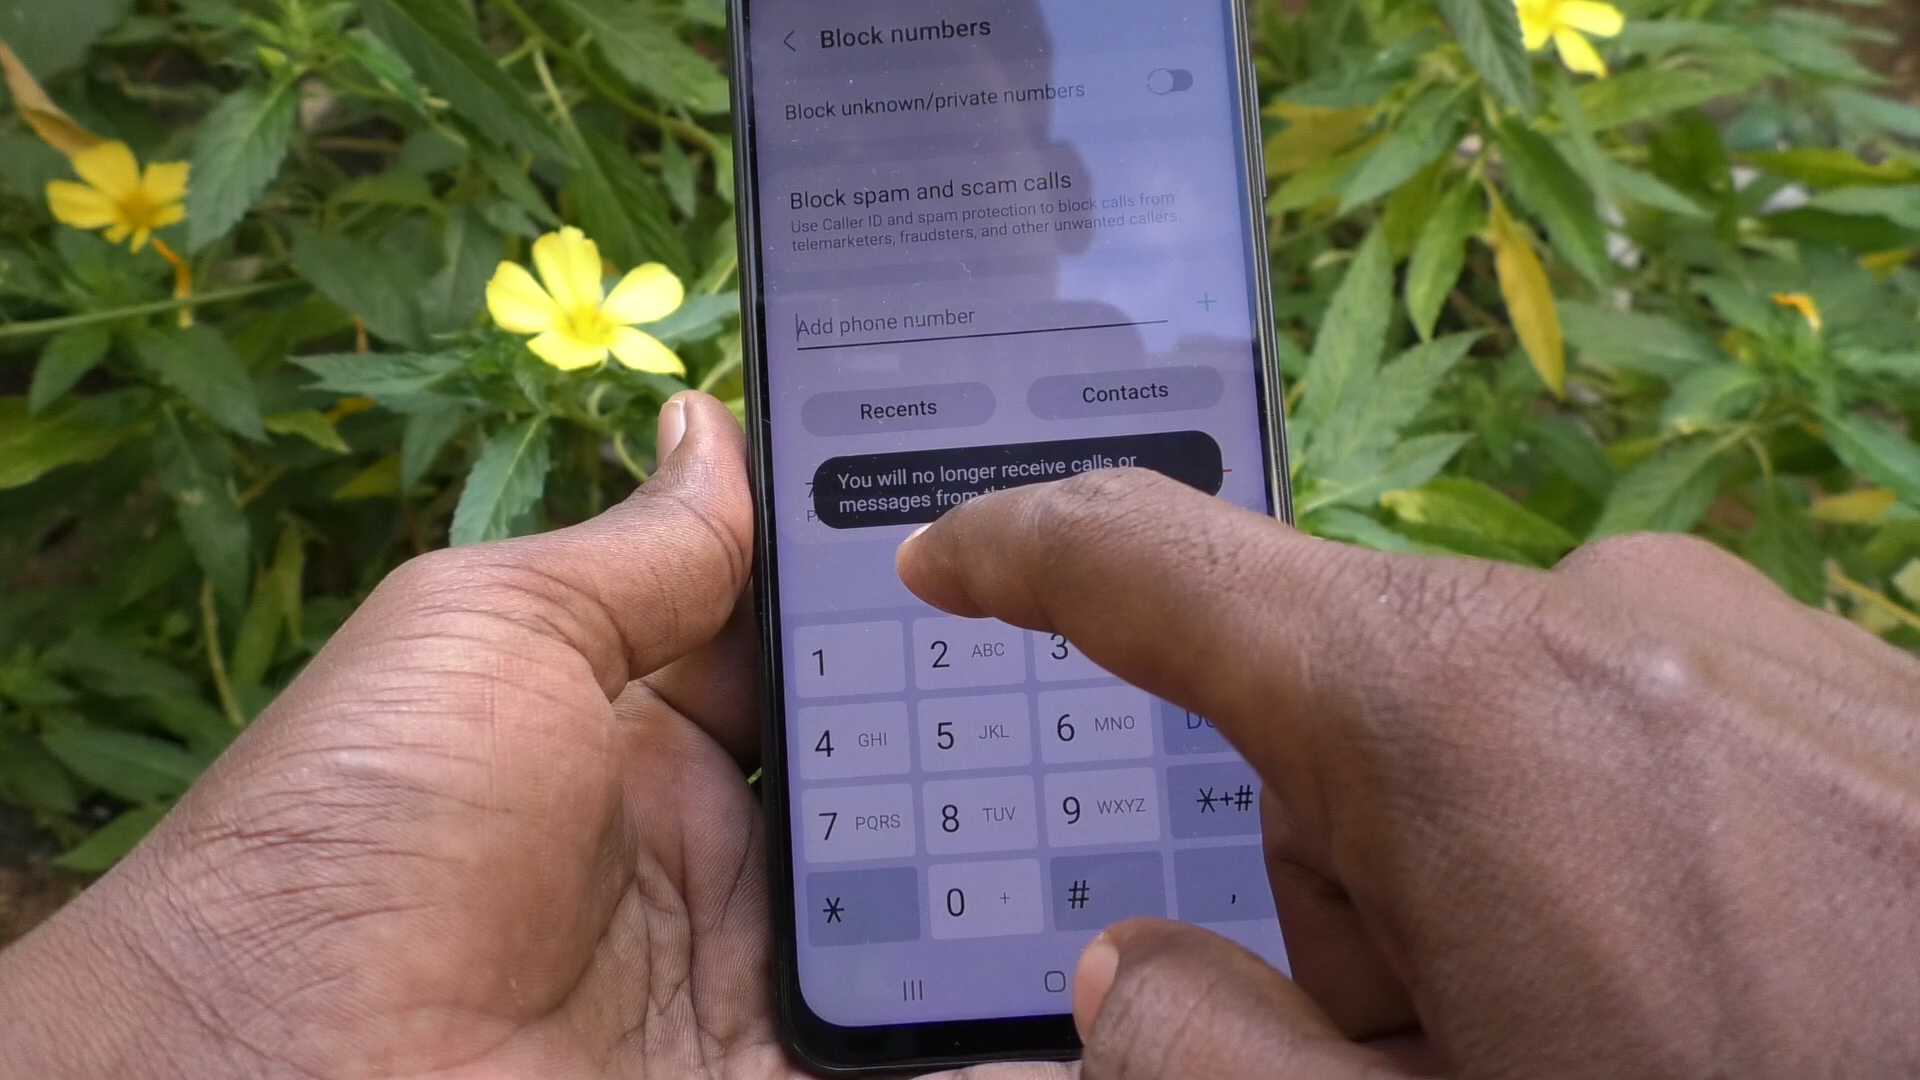 Block numbers
Block unknown/private numbers
Block spam and scam calls
Use Caller ID and spam protection to block calls from
telemarketers, fraudsters, and other unwanted callers.
Add phone number
Recents
Contacts
You will no longer receive calls or
messages from
1
2 ABC
3
4 GHI
5 JKL
6 MNO
7 PQRS
8 TUV
9 WXYZ
*+#
*
0 +
#
,